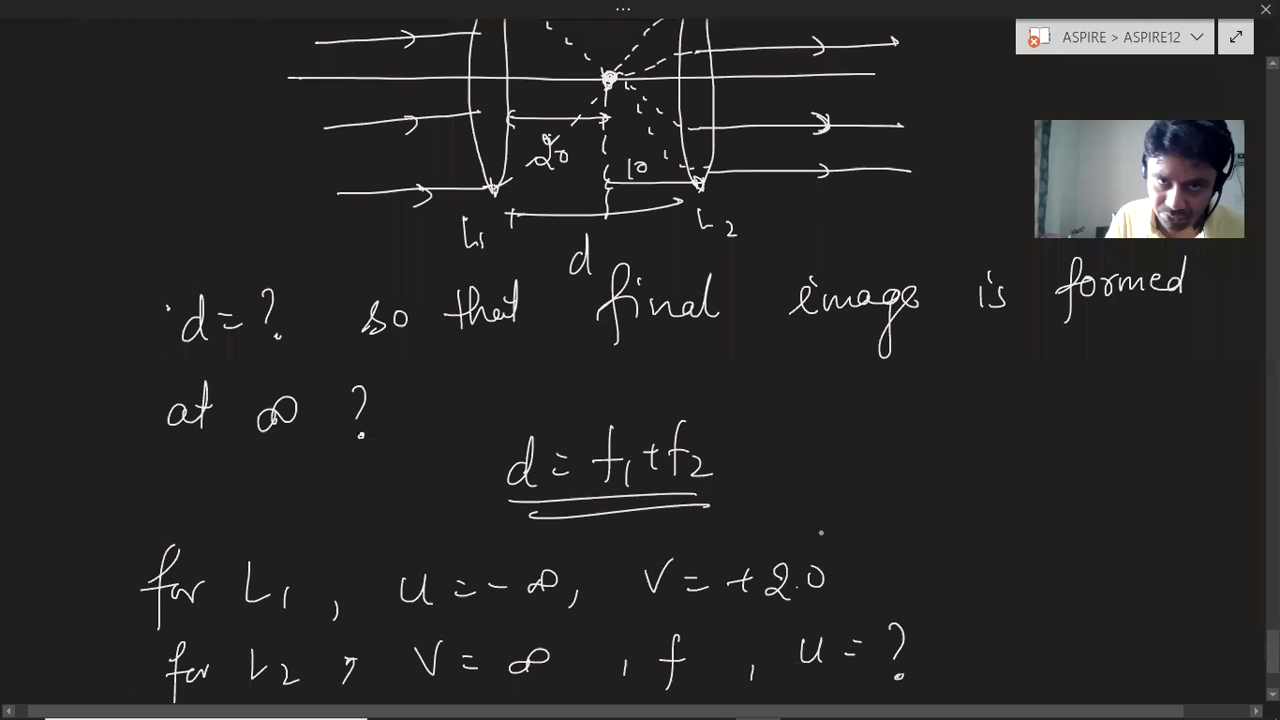 ASPIRE > ASPIRE12
20
10
L1
L2
d
d = ? so that final image is formed
at ∞ ?
d = f1 + f2
for L1 , u = - ∞, v = + 20
for L2 , v = ∞ , f , u = ?